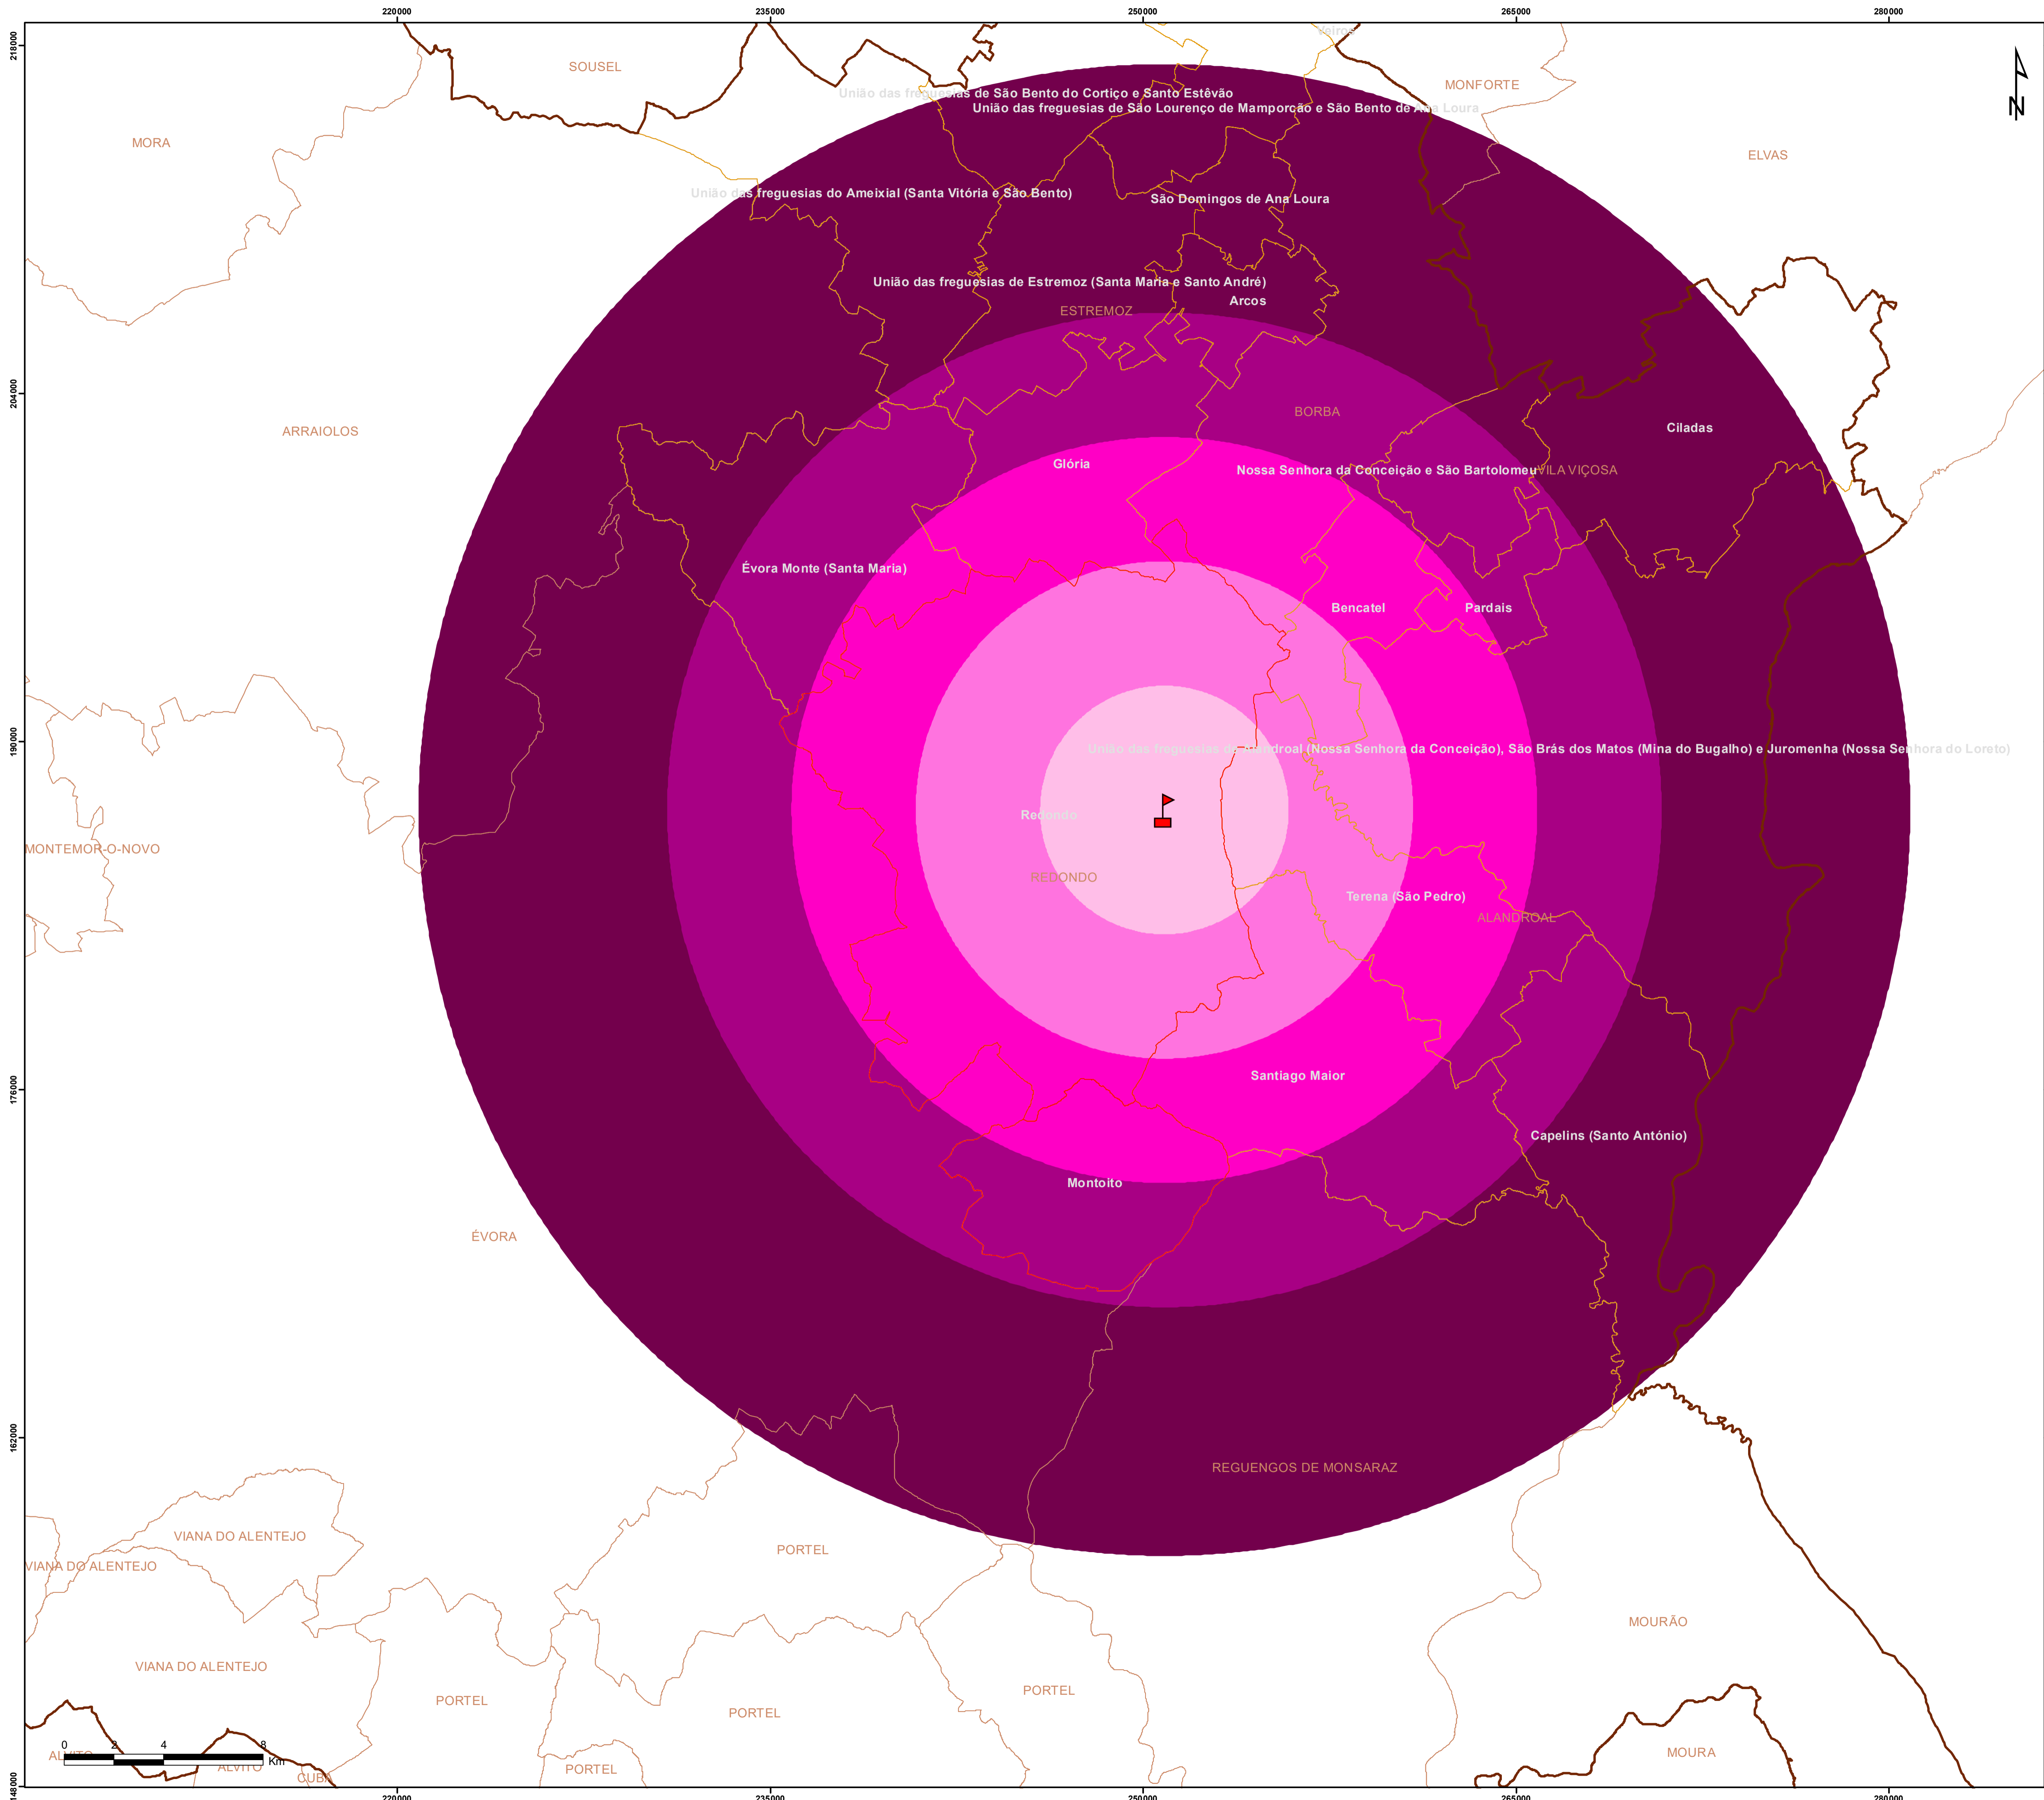 220000 235000 250000 265000 280000
218000
Veiros
SOUSEL
MONFORTE
União das freguesias de São Bento do Cortiço e Santo Estêvão
União das freguesias de São Lourenço de Mamporcão e São Bento de Ana Loura
N
MORA
ELVAS
União das freguesias do Ameixial (Santa Vitória e São Bento)
São Domingos de Ana Loura
União das freguesias de Estremoz (Santa Maria e Santo André)
Arcos
ESTREMOZ
204000
BORBA
Ciladas
ARRAIOLOS
Glória
Nossa Senhora da Conceição e São Bartolomeu
VILA VIÇOSA
Évora Monte (Santa Maria)
Bencatel
Pardais
190000
União das freguesias de Alandroal (Nossa Senhora da Conceição), São Brás dos Matos (Mina do Bugalho) e Juromenha (Nossa Senhora do Loreto)
Redondo
MONTEMOR-O-NOVO
REDONDO
Terena (São Pedro)
ALANDROAL
Santiago Maior
176000
Capelins (Santo António)
Montoito
ÉVORA
162000
REGUENGOS DE MONSARAZ
VIANA DO ALENTEJO
PORTEL
VIANA DO ALENTEJO
MOURÃO
VIANA DO ALENTEJO
PORTEL
PORTEL
PORTEL
0 2 4 8
Km
ALVITO
ALVITO
CUBA
PORTEL
MOURA
148000
220000 235000 250000 265000 280000